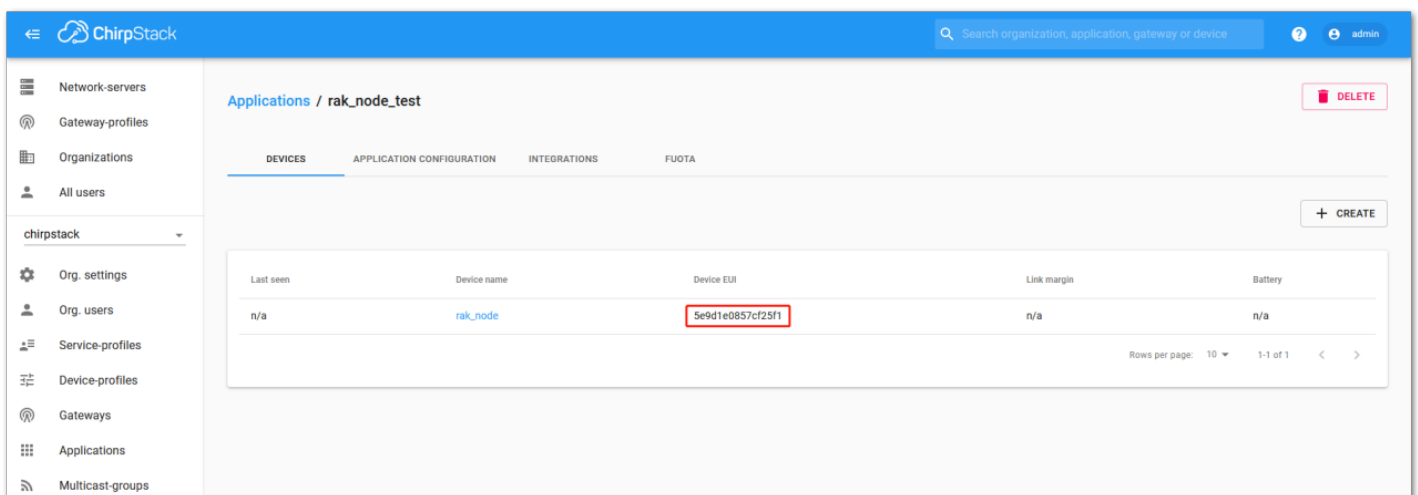 ChirpStack
Search organization, application, gateway or device
? admin
Network-servers
Gateway-profiles
Organizations
All users
chirpstack
Org. settings
Org. users
Service-profiles
Device-profiles
Gateways
Applications
Multicast-groups
Applications / rak_node_test
DELETE
DEVICES APPLICATION CONFIGURATION INTEGRATIONS FUOTA
+ CREATE
Last seen Device name Device EUI Link margin Battery
n/a rak_node 5e9d1e0857cf25f1 n/a n/a
Rows per page: 10 1-1 of 1 < >